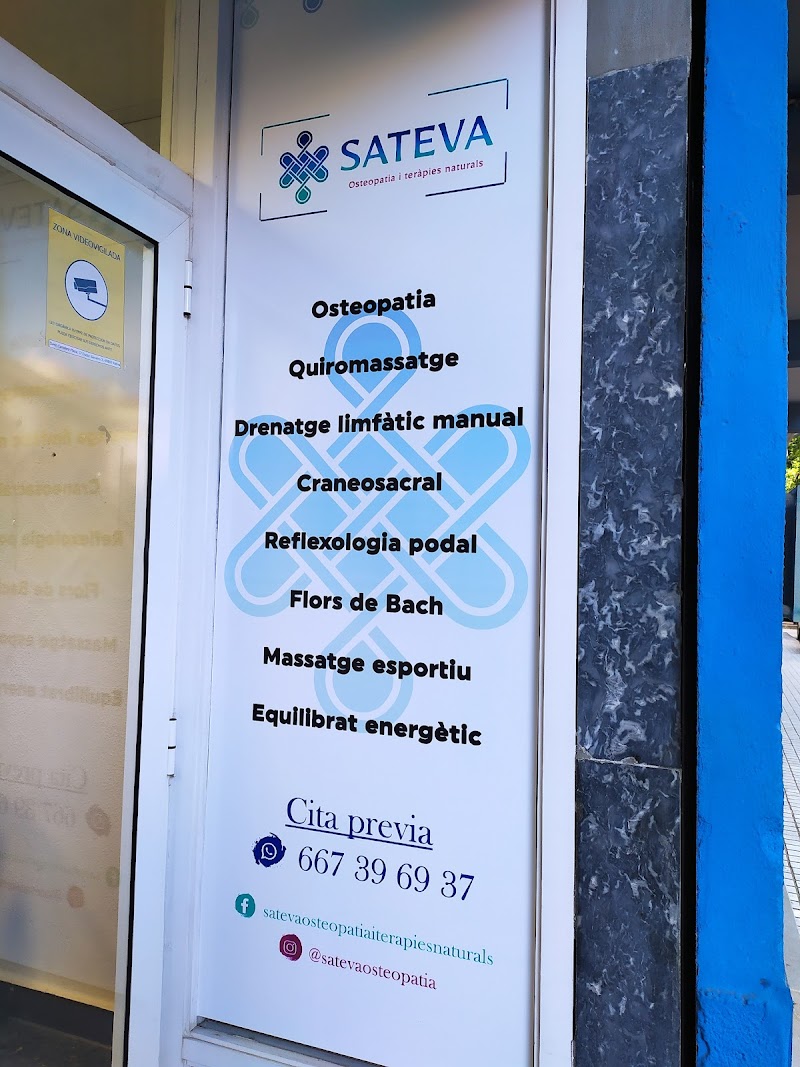 SATEVA
Osteopatia i teràpies naturals
ZONA VIDEOVIGILADA
Osteopatia
Quiromassatge
Drenatge limfàtic manual
Craneosacral
Reflexologia podal
Flors de Bach
Massatge esportiu
Equilibrat energètic
Cita previa
667 39 69 37
satevaosteopatiaiterapiesnaturals
@satevaosteopatia